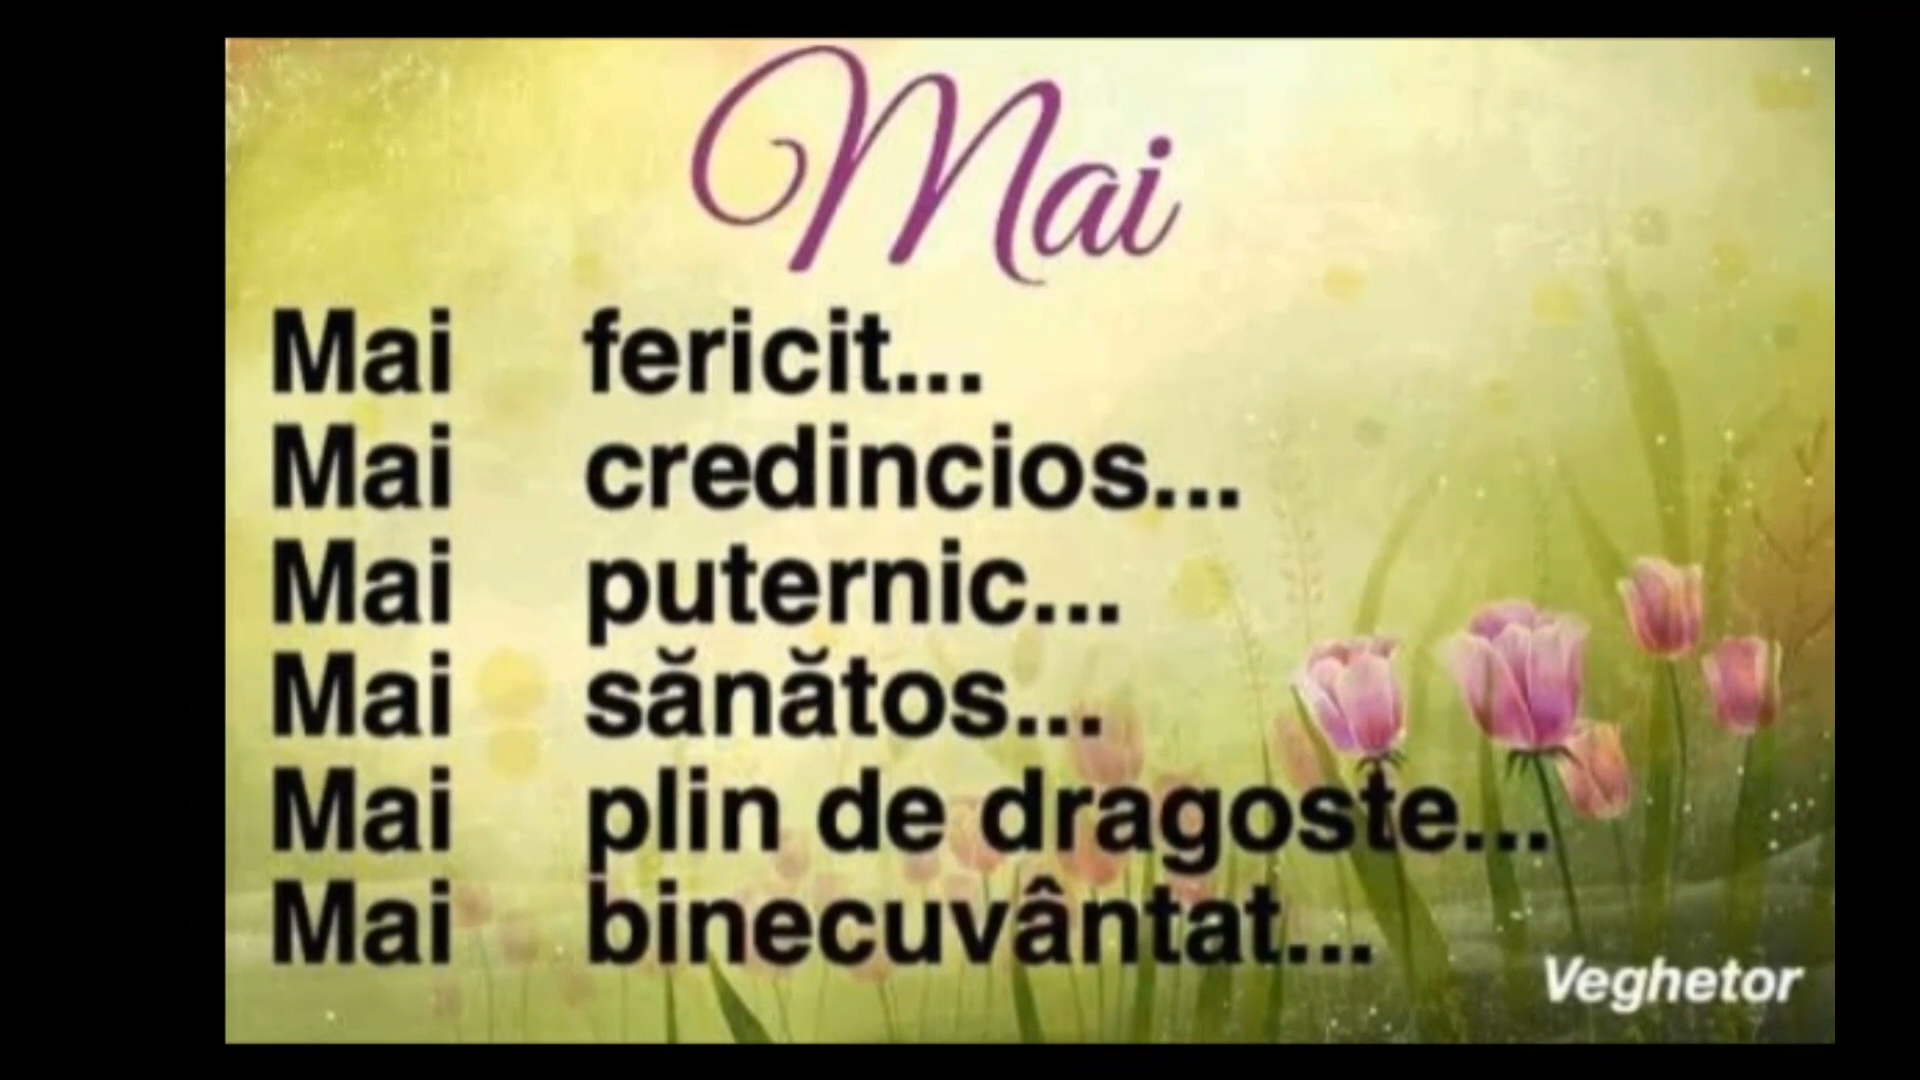 Mai
Mai fericit...
Mai credincios...
Mai puternic...
Mai sănătos...
Mai plin de dragoste...
Mai binecuvântat...
Veghetor